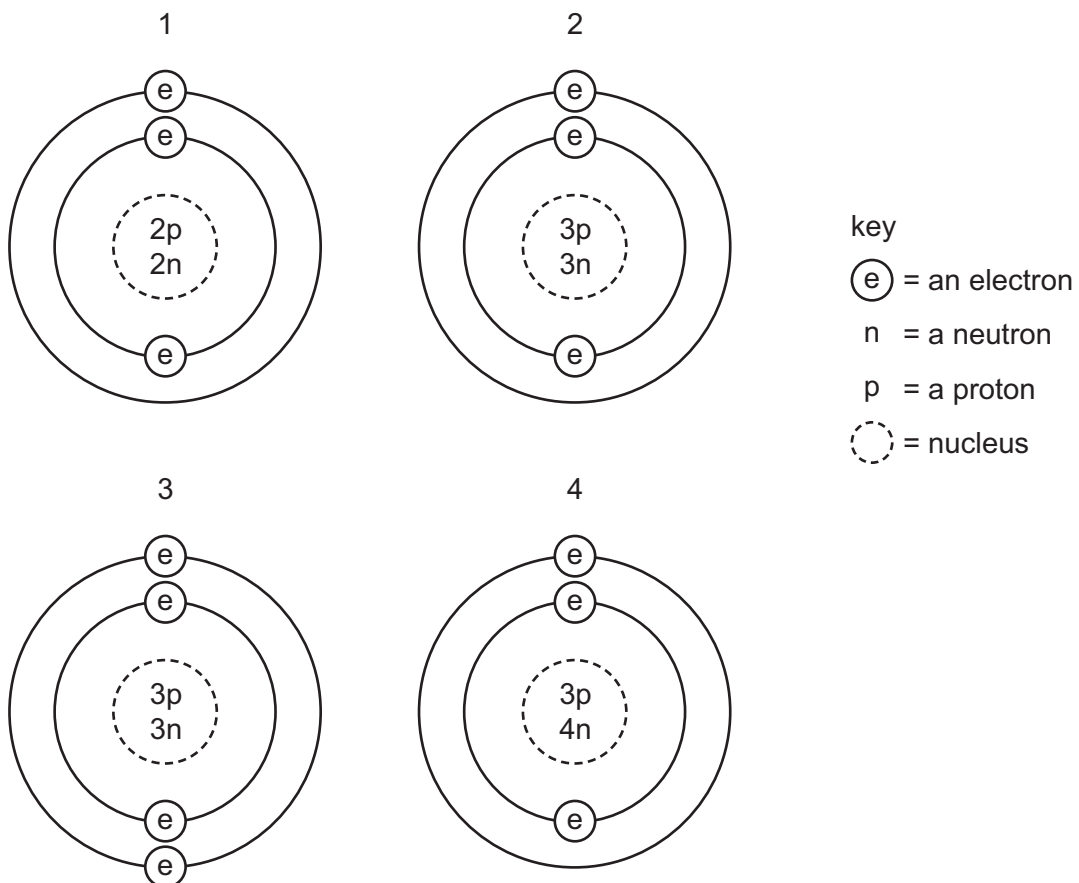 1
2
e
e
2p
2n
e
e
e
3p
3n
e
key
e = an electron
n = a neutron
p = a proton
= nucleus
3
4
e
e
3p
3n
e
e
e
e
3p
4n
e